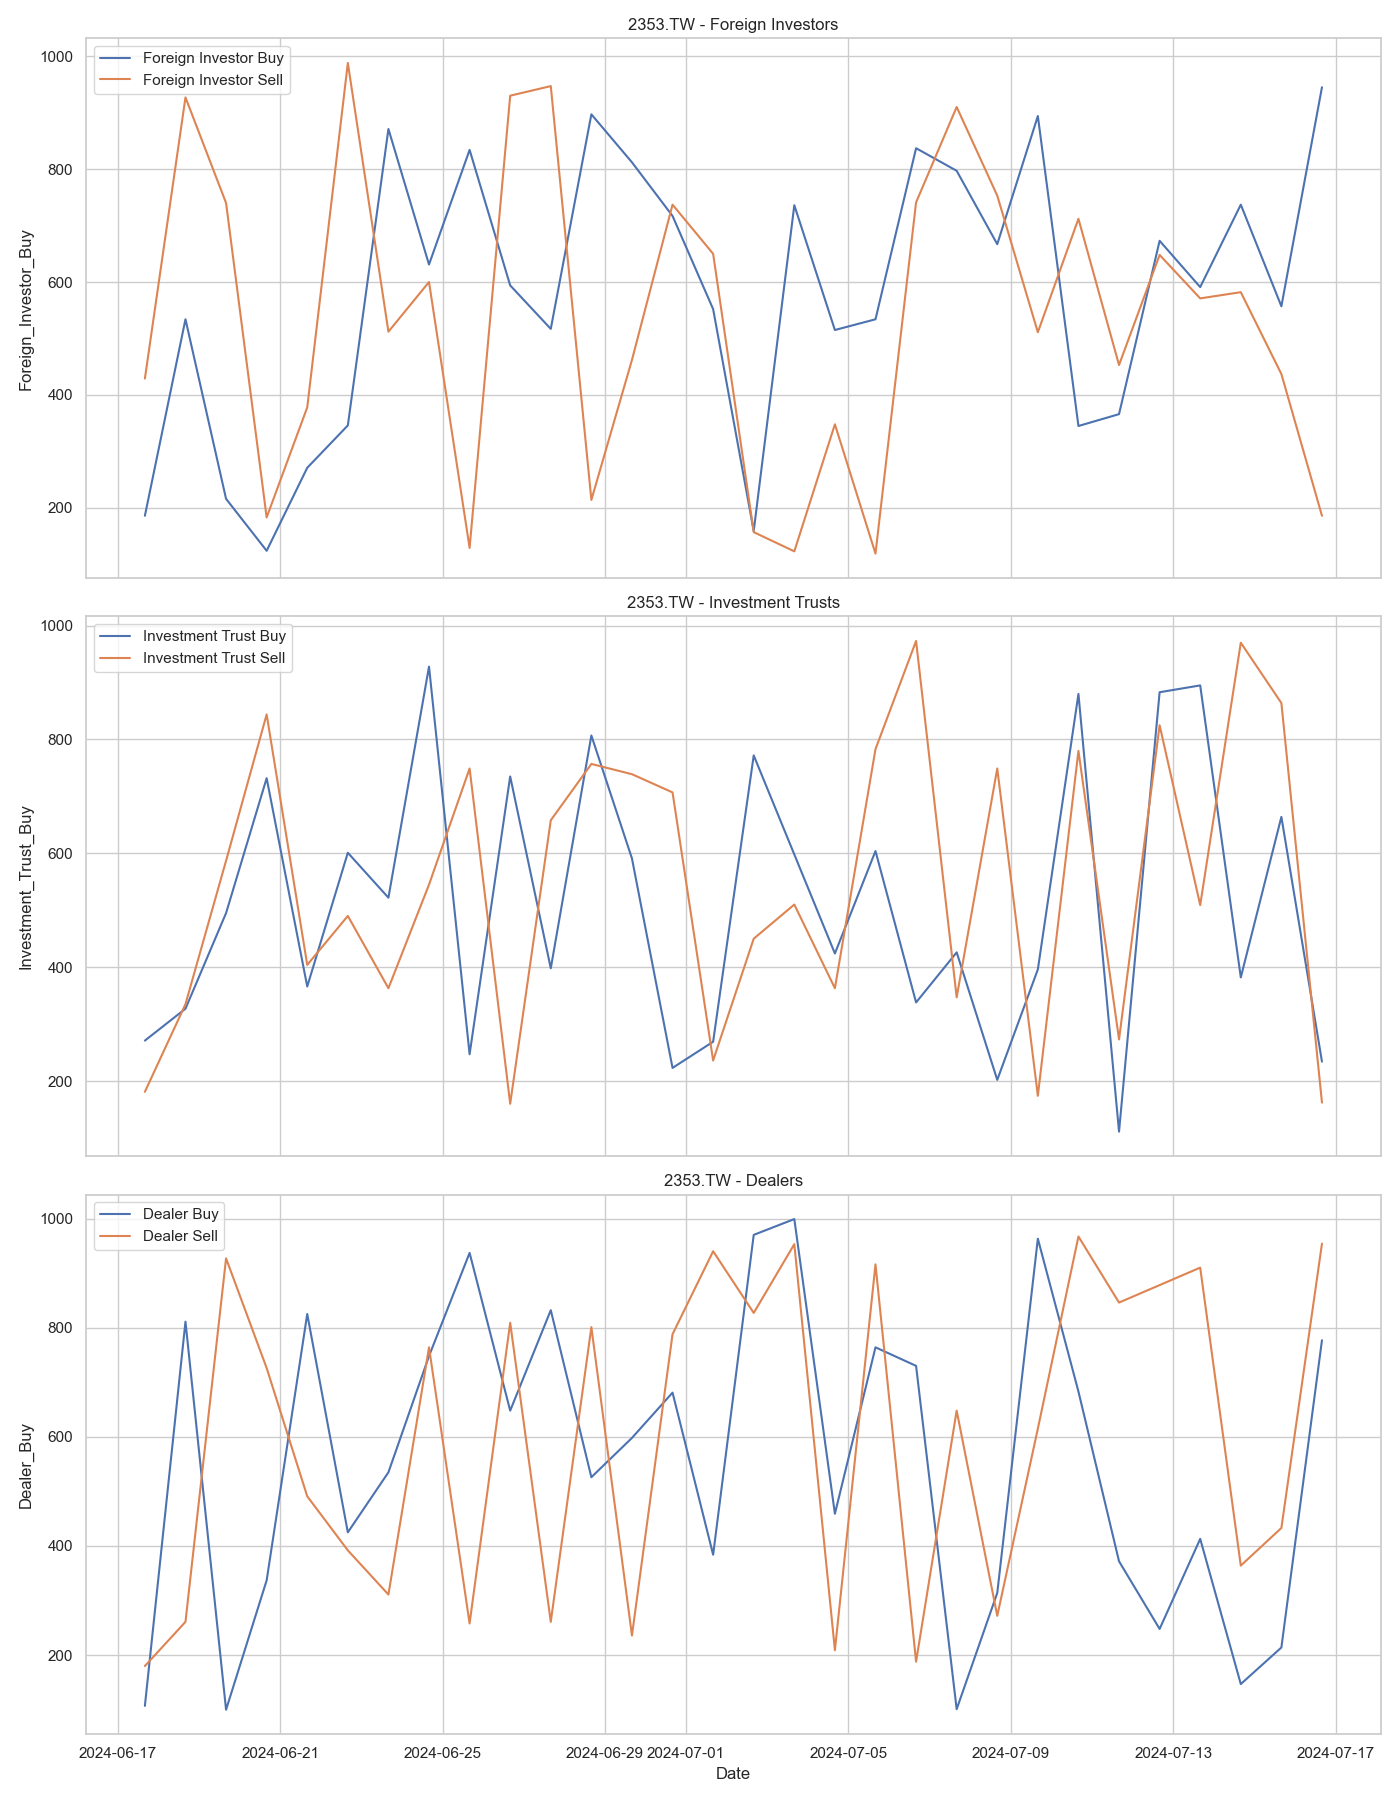 2353.TW - Foreign Investors
Foreign Investor Buy
Foreign Investor Sell
1000
800
600
400
200
Foreign_Investor_Buy
2353.TW - Investment Trusts
Investment Trust Buy
Investment Trust Sell
1000
800
600
400
200
Investment_Trust_Buy
2353.TW - Dealers
Dealer Buy
Dealer Sell
1000
800
600
400
200
Dealer_Buy
2024-06-17 2024-06-21 2024-06-25 2024-06-29 2024-07-01 2024-07-05 2024-07-09 2024-07-13 2024-07-17
Date